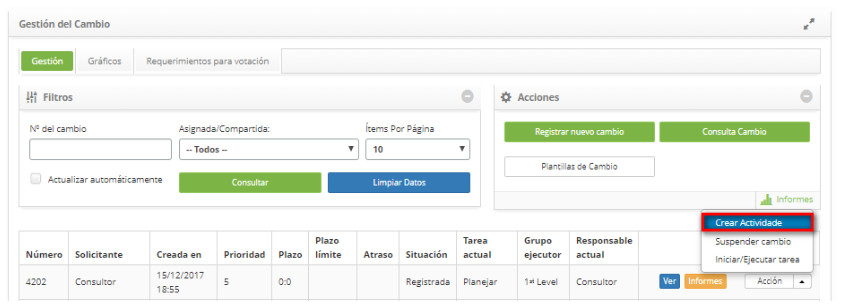 Gestión del Cambio
Gestión Gráficos Requerimientos para votación
Filtros
Nº del cambio Asignada/Compartida: Ítems Por Página
-- Todos -- 10
Actualizar automáticamente Consultar Limpiar Datos
Acciones
Registrar nuevo cambio Consulta Cambio
Plantillas de Cambio
Informes
Crear Actividade
Suspender cambio
Iniciar/Ejecutar tarea
Número Solicitante Creada en Prioridad Plazo Plazo límite Atraso Situación Tarea actual Grupo ejecutor Responsable actual
4202 Consultor 15/12/2017 18:55 5 0:0 Registrada Planejar 1st Level Consultor Ver Informes Acción